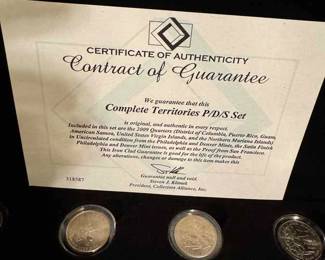 CERTIFICATE OF AUTHENTICITY
Contract of Guarantee
We guarantee that this
Complete Territories P/D/S Set
is original, and authentic in every respect.
Included in this set are the 2009 Quarters (District of Columbia, Puerto Rico, Guam,
American Samoa, United States Virgin Islands, and the Northern Mariana Islands)
in Uncirculated condition from the Philadelphia and Denver Mints, the Satin Finish
Philadelphia and Denver Mint issues, as well as the Proof from San Francisco.
This Iron Clad Guarantee is good for the life of the product.
Any alterations, changes or damage to this item makes this
Guarantee null and void.
318587
Steven J.
President, Collectors Alliance, Inc.